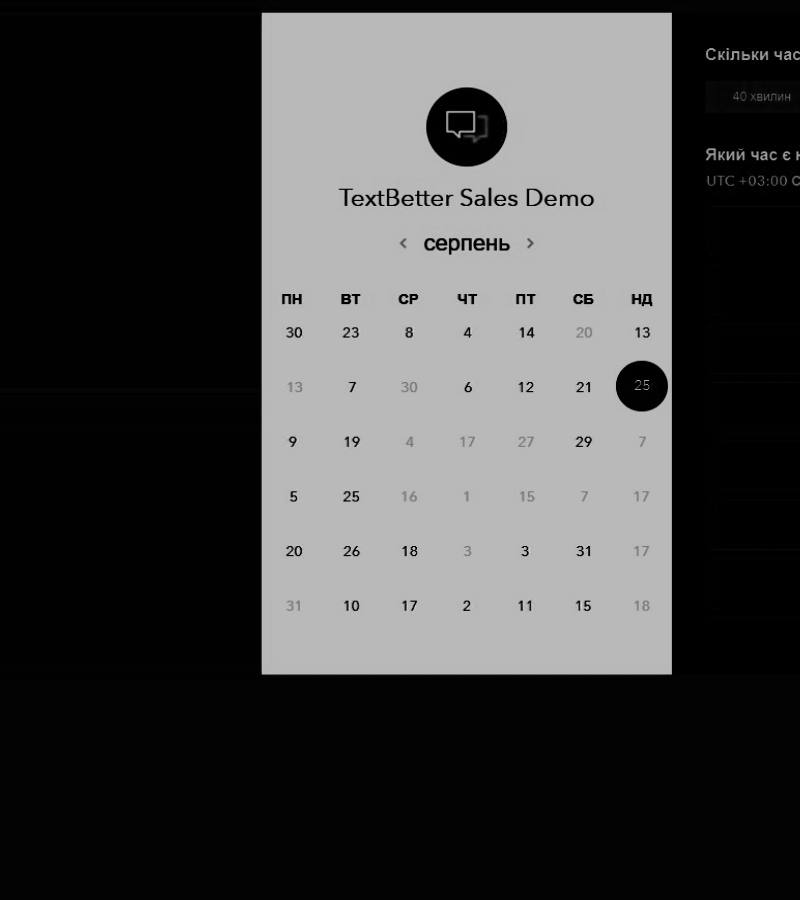 TextBetter Sales Demo
серпень
ПН ВТ СР ЧТ ПТ СБ НД
30 23 8 4 14 20 13
13 7 30 6 12 21 25
9 19 4 17 27 29 7
5 25 16 1 15 7 17
20 26 18 3 3 31 17
31 10 17 2 11 15 18
Скільки час
40 хвилин
Який час є н
UTC +03:00